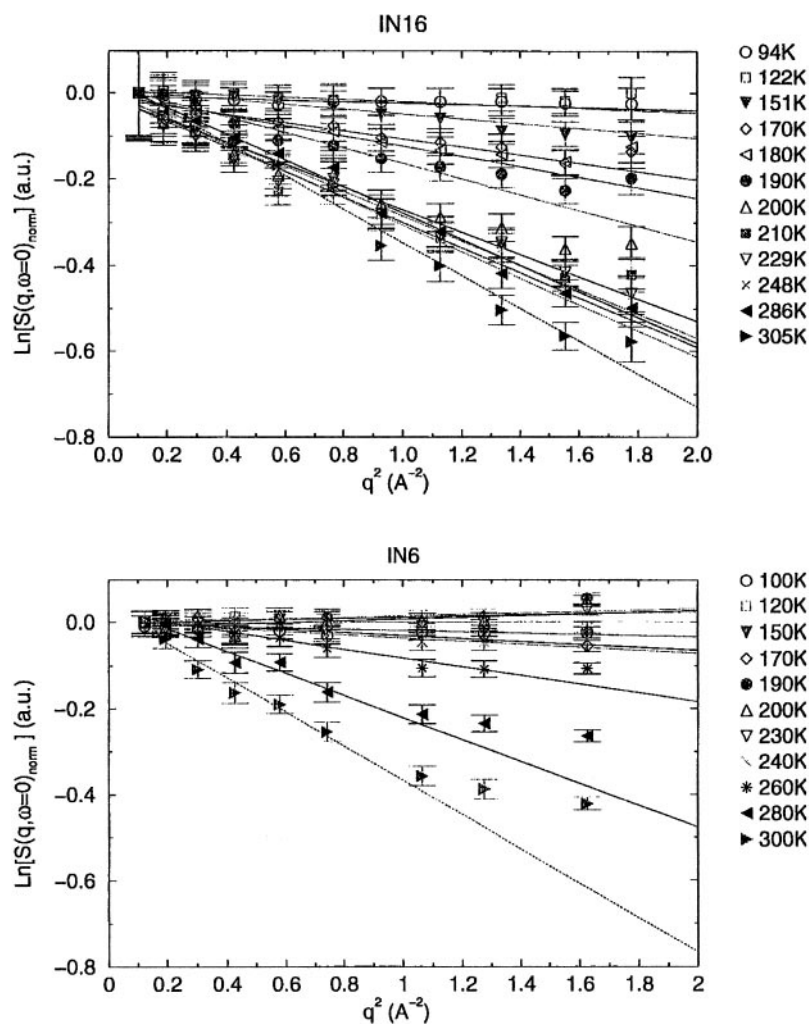 IN16
0.0
−0.2
−0.4
−0.6
−0.8
Ln[S(q,ω=0)norm] (a.u.)
0.0 0.2 0.4 0.6 0.8 1.0 1.2 1.4 1.6 1.8 2.0
q² (A⁻²)
94K
122K
151K
170K
180K
190K
200K
210K
229K
248K
286K
305K
IN6
0.0
−0.2
−0.4
−0.6
−0.8
Ln[S(q,ω=0)norm ] (a.u.)
0 0.2 0.4 0.6 0.8 1 1.2 1.4 1.6 1.8 2
q² (A⁻²)
100K
120K
150K
170K
190K
200K
230K
240K
260K
280K
300K